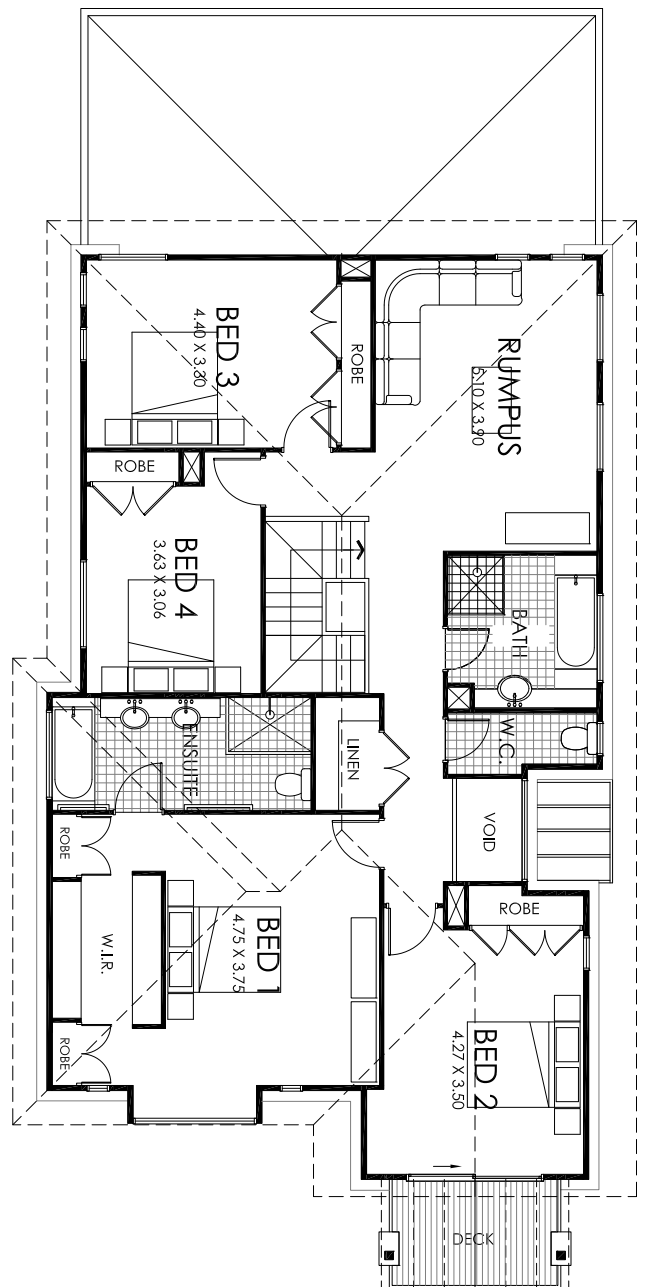 BED 3
4.40 X 3.30
ROBE
RUMPUS
5.10 X 3.90
ROBE
BED 4
3.63 X 3.06
BATH
ENSUITE
LINEN
W.C.
VOID
ROBE
ROBE
W.I.R.
BED 1
4.75 X 3.75
ROBE
BED 2
4.27 X 3.50
DECK